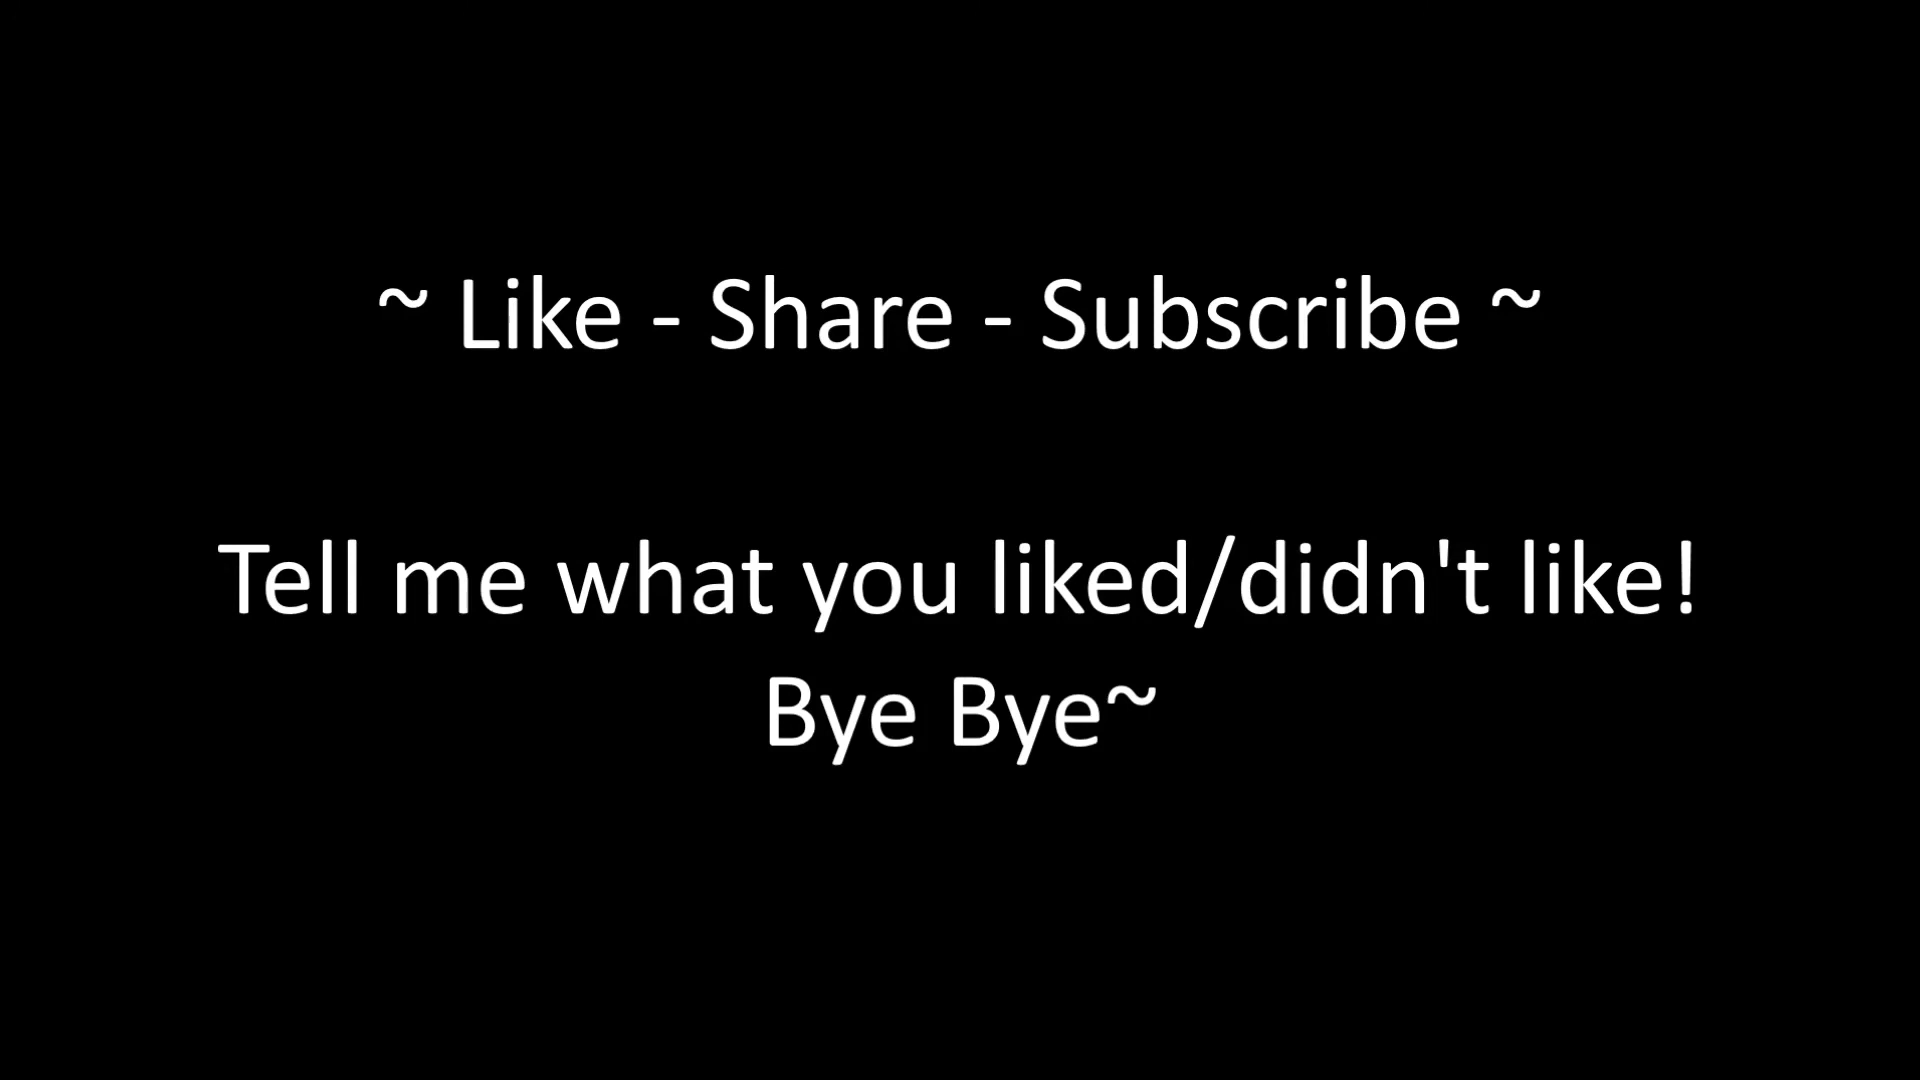 ~ Like - Share - Subscribe ~
Tell me what you liked/didn't like!
Bye Bye~